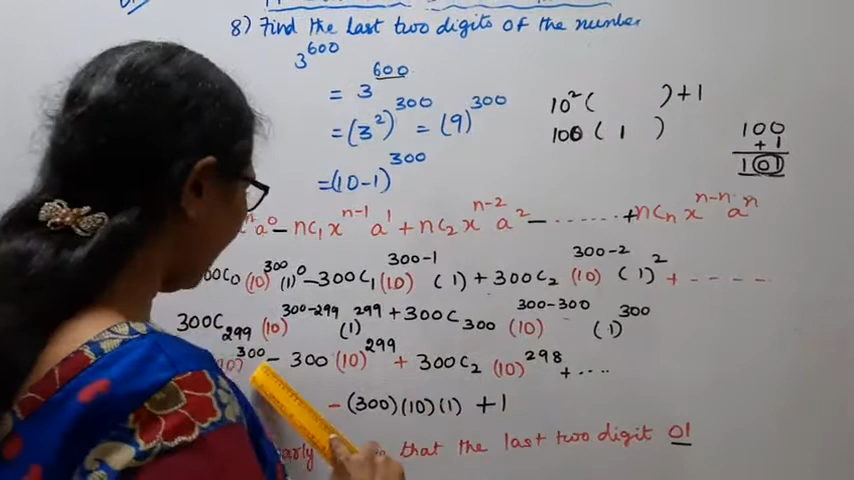 8) Find the last two digits of the number
3^600
= 3^600
= (3^2)^300 = (9)^300
= (10-1)^300
10^2 ( ) + 1
100 ( 1 )
100
+ 1
101
a^0 - nC1 x^n-1 a^1 + nC2 x^n-2 a^2 - ...... + nCn x^n-n a^n
00C0 (10)^300 (1)^0 - 300C1 (10)^300-1 (1) + 300C2 (10)^300-2 (1)^2 + - - - -
300C299 (10)^300-299 (1)^299 + 300C300 (10)^300-300 (1)^300
10)^300 - 300 (10)^299 + 300C2 (10)^298 + ....
- (300)(10)(1) + 1
that the last two digit 01